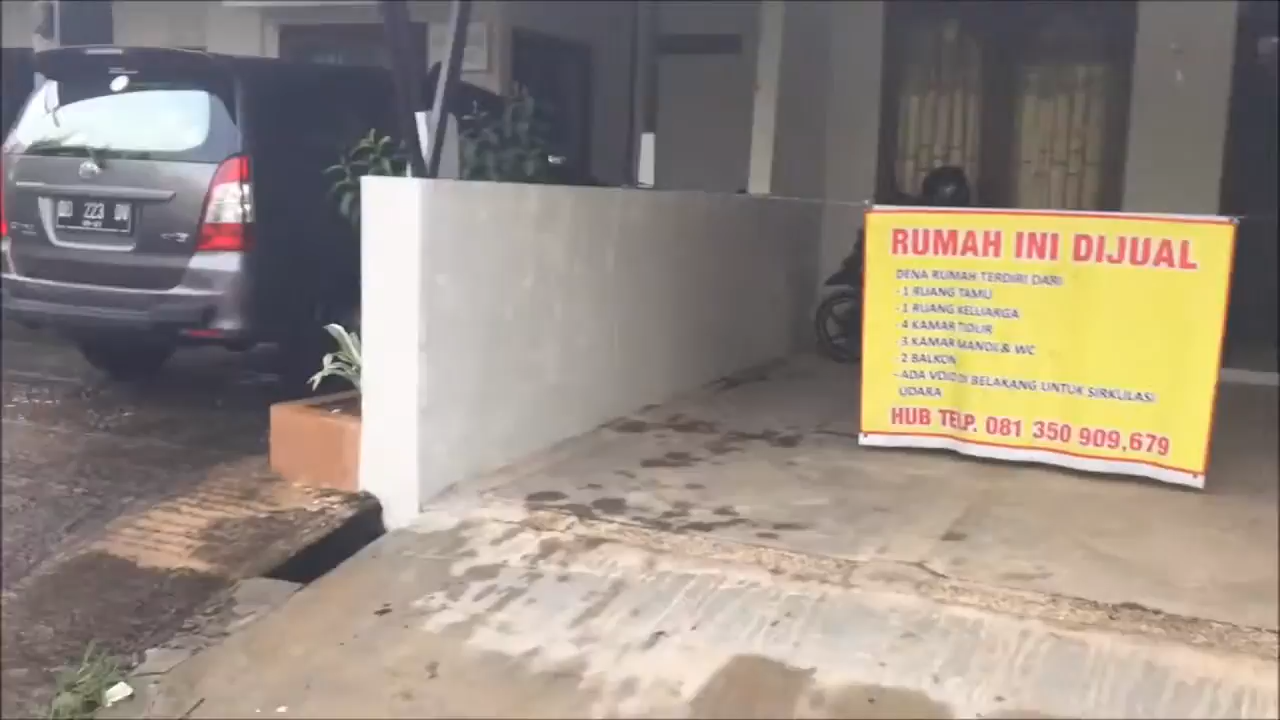 RUMAH INI DIJUAL
DENA RUMAH TERDIRI DARI
- 1 RUANG TAMU
- 1 RUANG KELUARGA
- 4 KAMAR TIDUR
- 3 KAMAR MANDI & WC
- 2 BALKON
- ADA VOID DI BELAKANG UNTUK SIRKULASI
UDARA
HUB TELP. 081 350 909,679
223